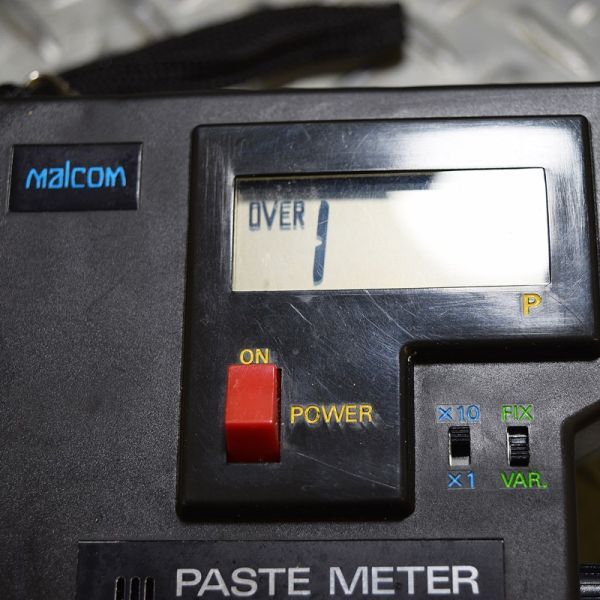 malcom
OVER 1
P
ON
POWER
×10 FIX
×1 VAR.
PASTE METER